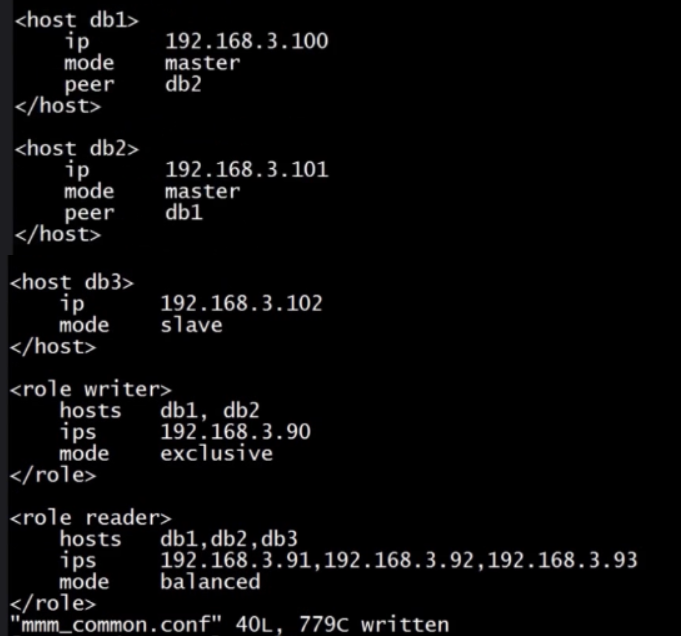 <host db1>
    ip        192.168.3.100
    mode      master
    peer      db2
</host>
<host db2>
    ip        192.168.3.101
    mode      master
    peer      db1
</host>
<host db3>
    ip        192.168.3.102
    mode      slave
</host>
<role writer>
    hosts     db1, db2
    ips       192.168.3.90
    mode      exclusive
</role>
<role reader>
    hosts     db1,db2,db3
    ips       192.168.3.91,192.168.3.92,192.168.3.93
    mode      balanced
</role>
"mmm_common.conf" 40L, 779C written